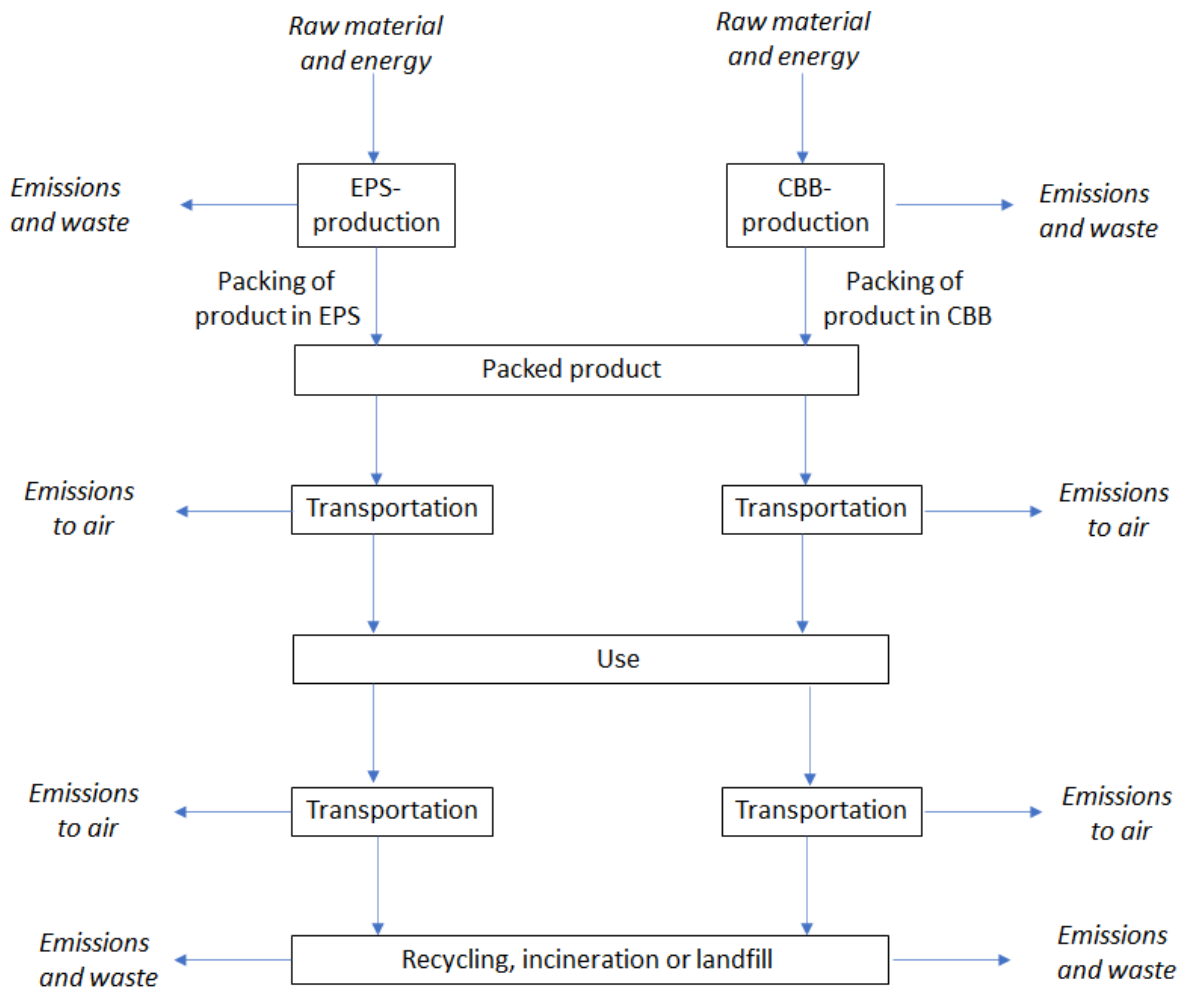 Raw material
and energy
Raw material
and energy
Emissions
and waste
EPS-
production
CBB-
production
Emissions
and waste
Packing of
product in EPS
Packing of
product in CBB
Packed product
Emissions
to air
Transportation
Transportation
Emissions
to air
Use
Emissions
to air
Transportation
Transportation
Emissions
to air
Emissions
and waste
Recycling, incineration or landfill
Emissions
and waste